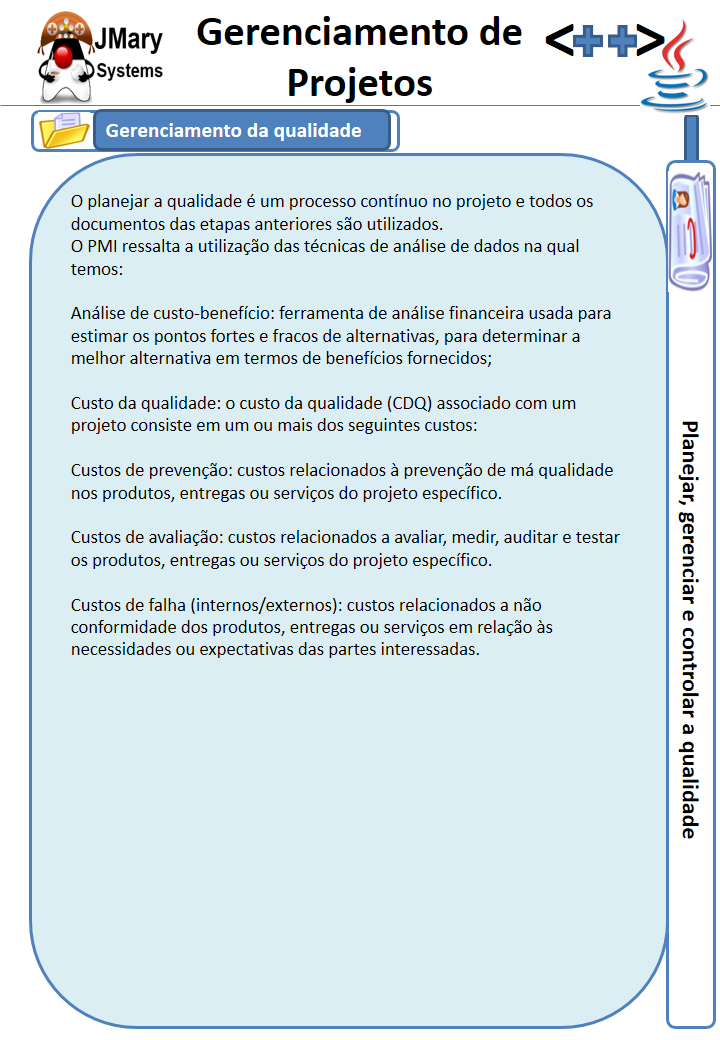 JMary
Systems
Gerenciamento de
Projetos
<++>
Gerenciamento da qualidade
O planejar a qualidade é um processo contínuo no projeto e todos os
documentos das etapas anteriores são utilizados.
O PMI ressalta a utilização das técnicas de análise de dados na qual
temos:
Análise de custo-benefício: ferramenta de análise financeira usada para
estimar os pontos fortes e fracos de alternativas, para determinar a
melhor alternativa em termos de benefícios fornecidos;
Custo da qualidade: o custo da qualidade (CDQ) associado com um
projeto consiste em um ou mais dos seguintes custos:
Custos de prevenção: custos relacionados à prevenção de má qualidade
nos produtos, entregas ou serviços do projeto específico.
Custos de avaliação: custos relacionados a avaliar, medir, auditar e testar
os produtos, entregas ou serviços do projeto específico.
Custos de falha (internos/externos): custos relacionados a não
conformidade dos produtos, entregas ou serviços em relação às
necessidades ou expectativas das partes interessadas.
Planejar, gerenciar e controlar a qualidade